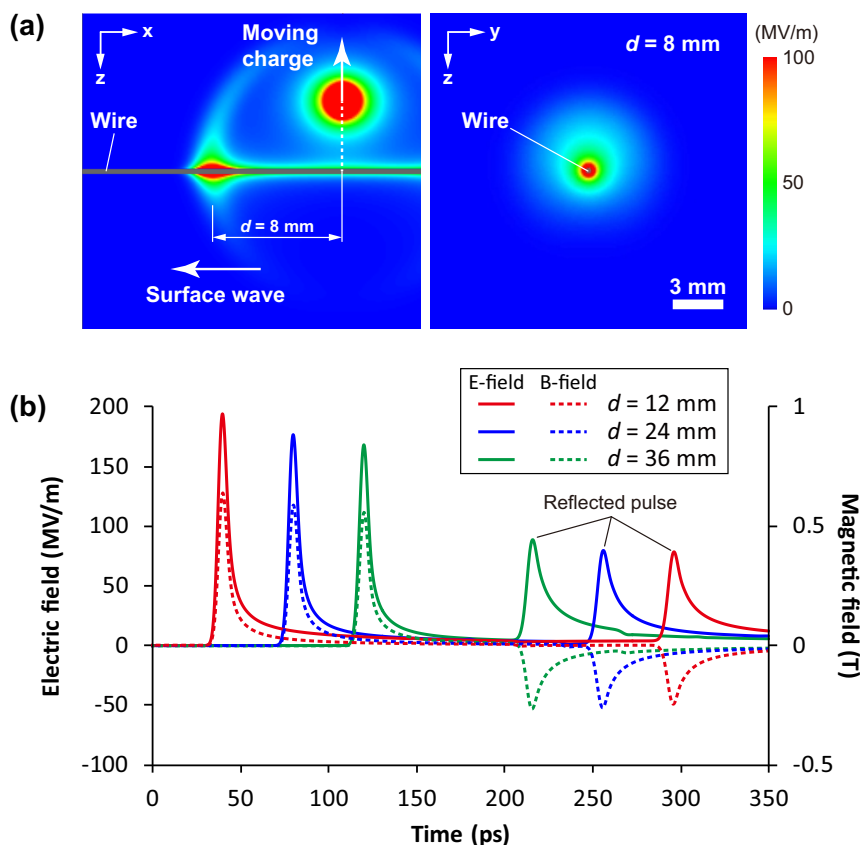 (a)
x
z
Moving
charge
Wire
d = 8 mm
Surface wave
y
z
d = 8 mm
Wire
3 mm
(MV/m)
100
50
0
(b)
E-field B-field
d = 12 mm
d = 24 mm
d = 36 mm
Reflected pulse
Electric field (MV/m)
200
150
100
50
0
-50
-100
Magnetic field (T)
1
0.5
0
-0.5
0 50 100 150 200 250 300 350
Time (ps)